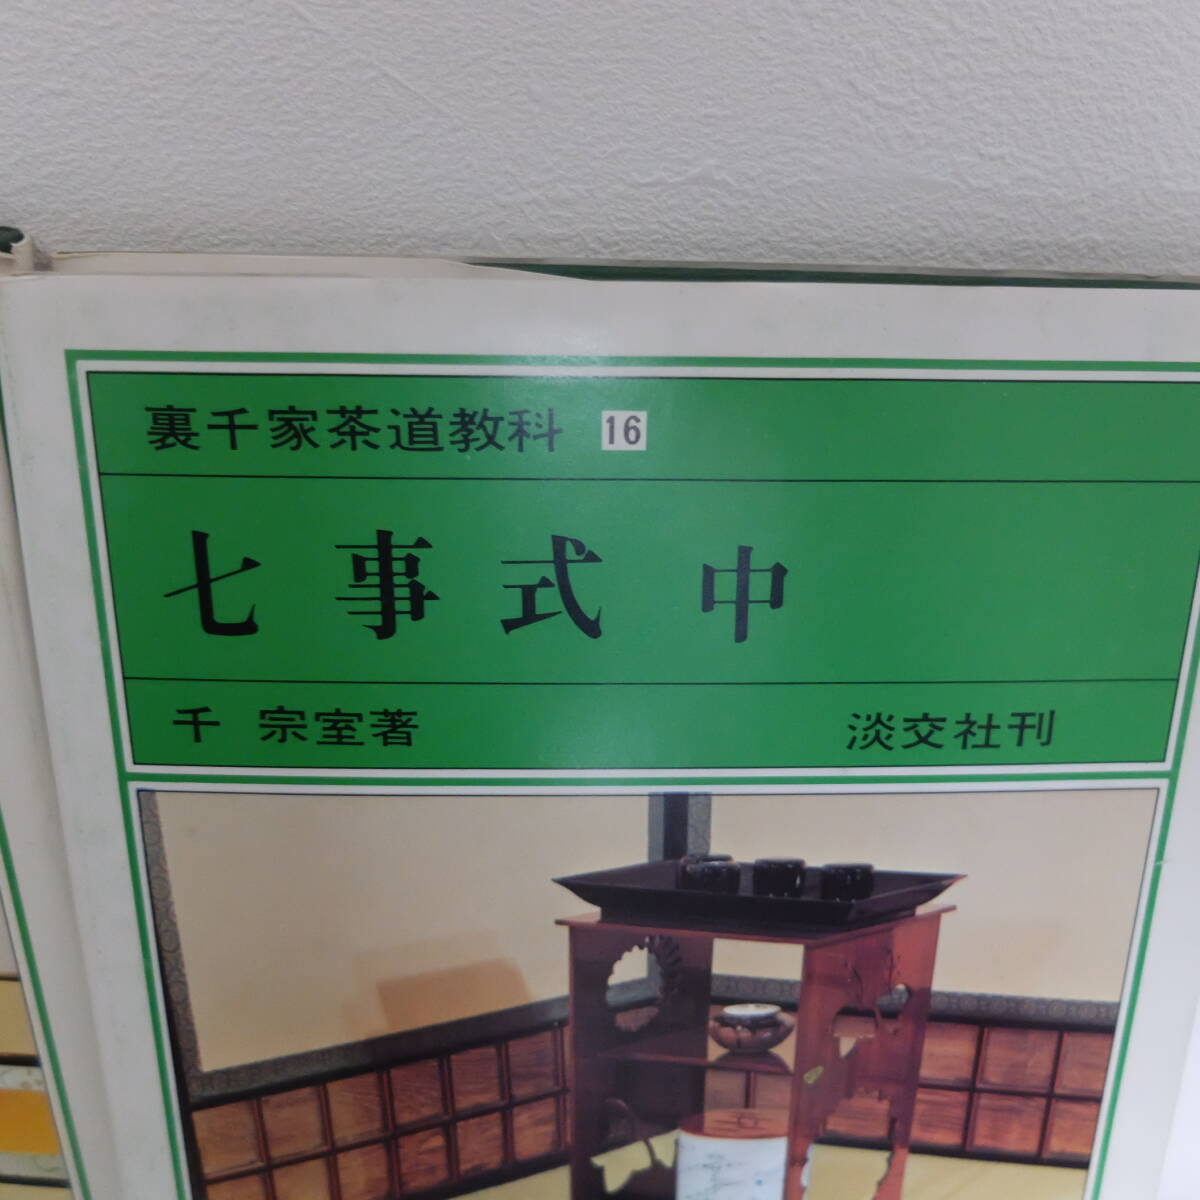 裏千家茶道教科 16
七事式 中
千 宗室著 淡交社刊